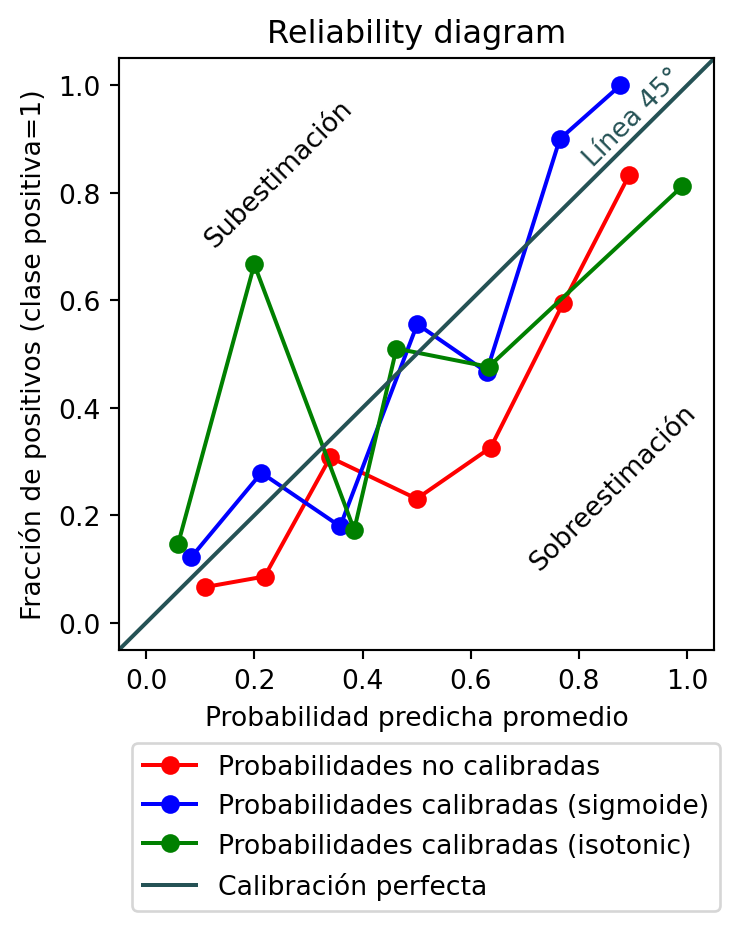 Reliability diagram
Fracción de positivos (clase positiva=1)
1.0
0.8
0.6
0.4
0.2
0.0
Subestimación
Línea 45°
Sobreestimación
0.0 0.2 0.4 0.6 0.8 1.0
Probabilidad predicha promedio
Probabilidades no calibradas
Probabilidades calibradas (sigmoide)
Probabilidades calibradas (isotonic)
Calibración perfecta